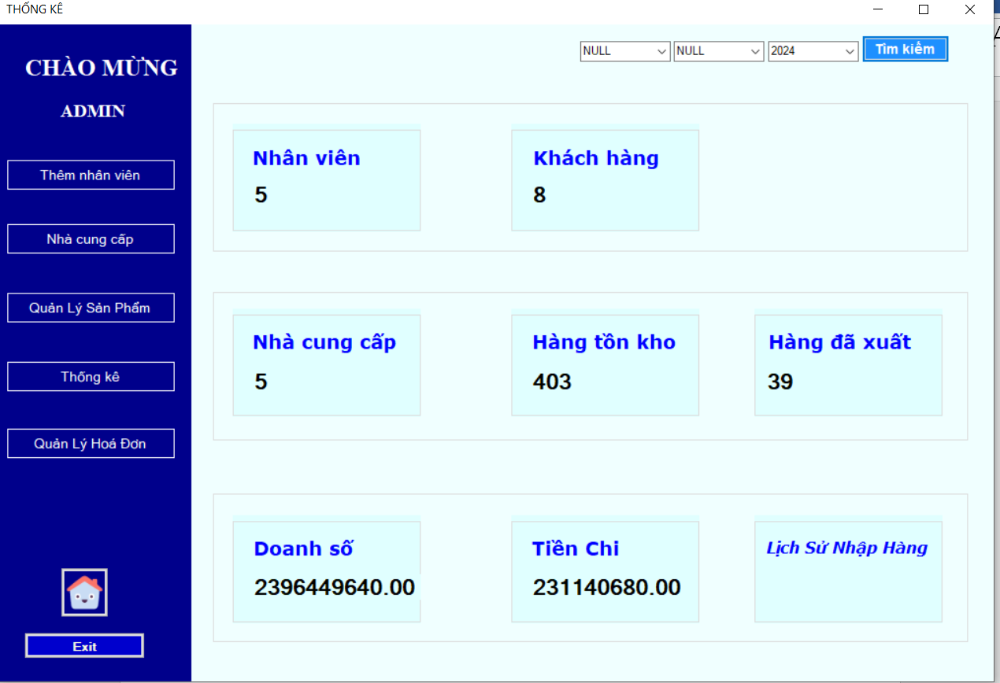 THỐNG KÊ
CHÀO MỪNG
ADMIN
Thêm nhân viên
Nhà cung cấp
Quản Lý Sản Phẩm
Thống kê
Quản Lý Hoá Đơn
Exit
NULL NULL 2024 Tìm kiếm
Nhân viên
5
Khách hàng
8
Nhà cung cấp
5
Hàng tồn kho
403
Hàng đã xuất
39
Doanh số
2396449640.00
Tiền Chi
231140680.00
Lịch Sử Nhập Hàng